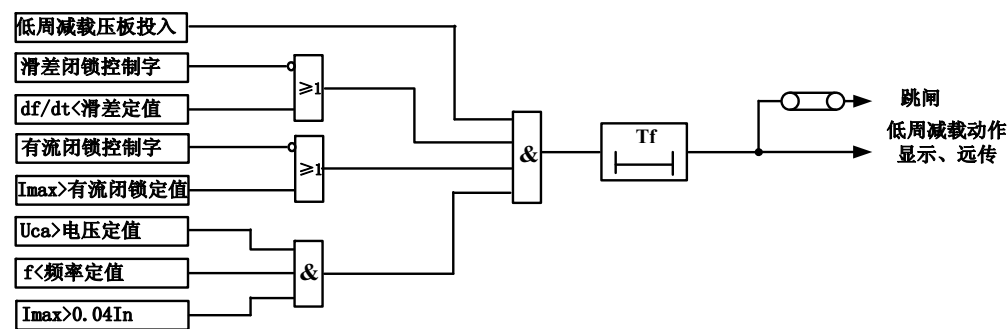 低周减载压板投入
滑差闭锁控制字
df/dt<滑差定值
有流闭锁控制字
Imax>有流闭锁定值
Uca>电压定值
f<频率定值
Imax>0.04In
≥1
≥1
&
&
Tf
跳闸
低周减载动作
显示、远传